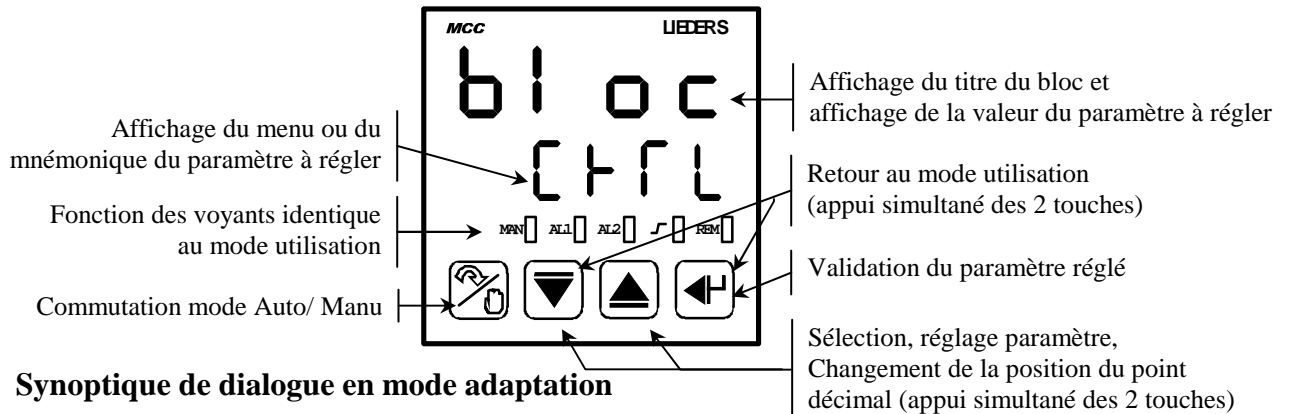 MCC LIEDERS
bloc
CtrL
MAN AL1 AL2 REM
Affichage du menu ou du
mnémonique du paramètre à régler
Fonction des voyants identique
au mode utilisation
Commutation mode Auto/ Manu
Affichage du titre du bloc et
affichage de la valeur du paramètre à régler
Retour au mode utilisation
(appui simultané des 2 touches)
Validation du paramètre réglé
Sélection, réglage paramètre,
Changement de la position du point
décimal (appui simultané des 2 touches)
Synoptique de dialogue en mode adaptation